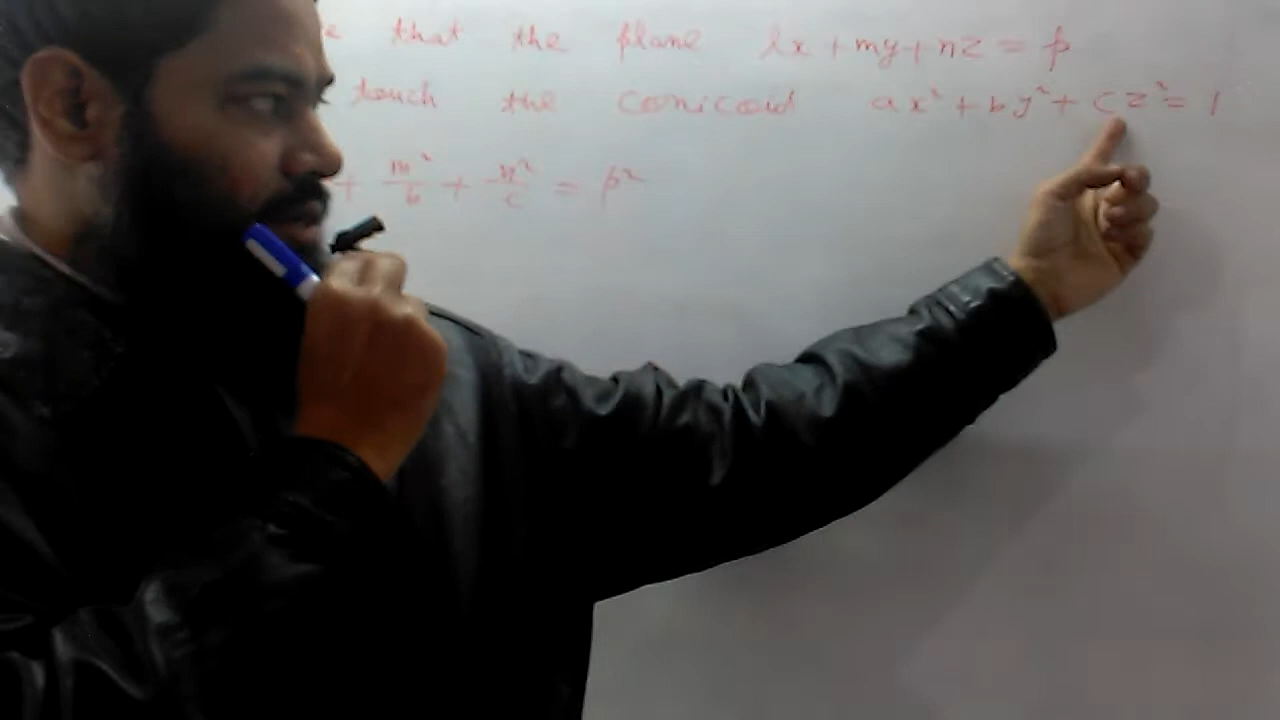 e that the plane lx + my + nz = p
touch the conicoid ax² + by² + cz² = 1
+ m²/b + n²/c = p²